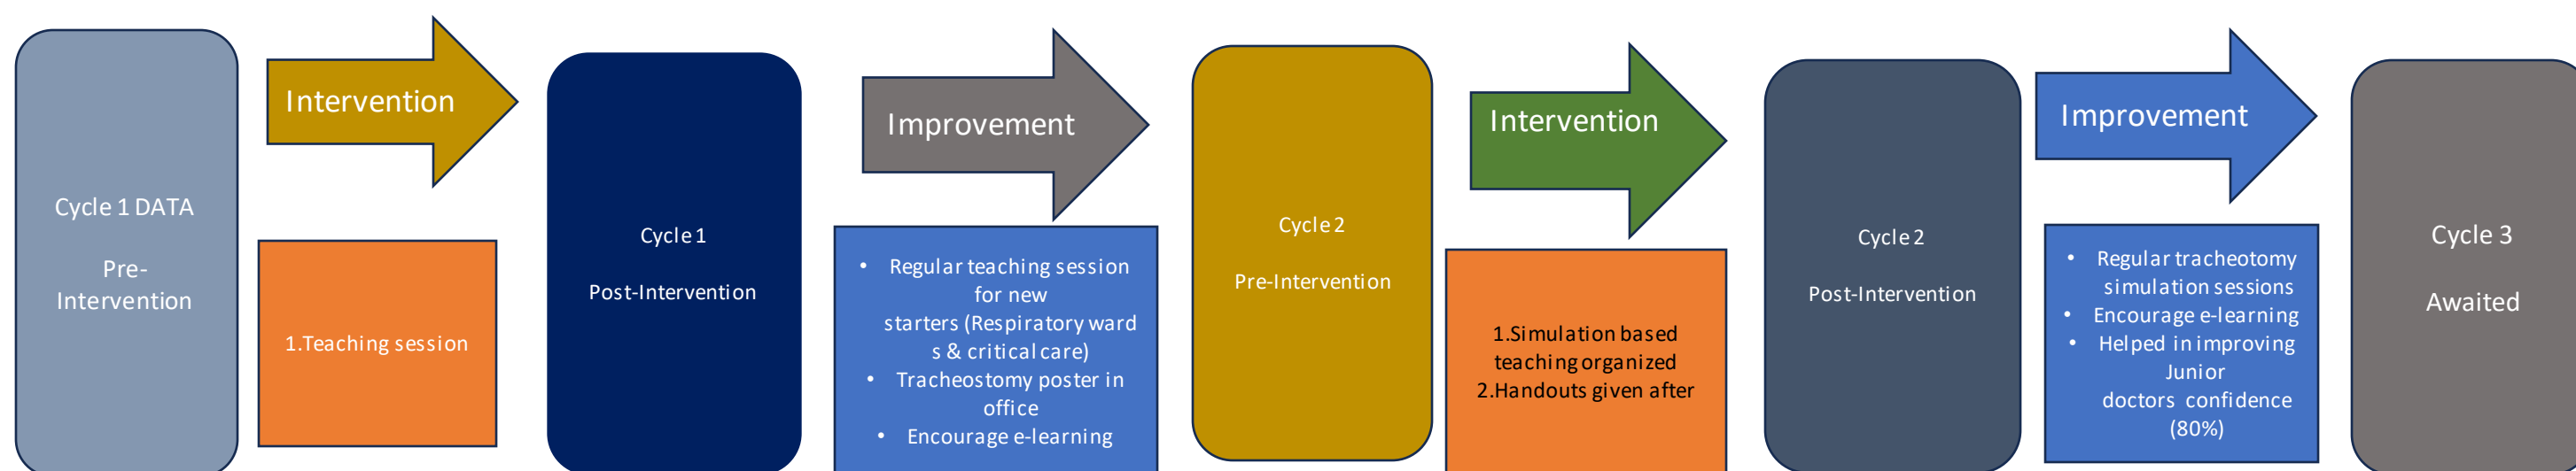 Cycle 1 DATA
Pre-
Intervention
Intervention
1.Teaching session
Cycle 1
Post-Intervention
Improvement
• Regular teaching session
for new
starters (Respiratory ward
s & critical care)
• Tracheostomy poster in
office
• Encourage e-learning
Cycle 2
Pre-Intervention
Intervention
1.Simulation based
teaching organized
2.Handouts given after
Cycle 2
Post-Intervention
Improvement
• Regular tracheotomy
simulation sessions
• Encourage e-learning
• Helped in improving
Junior
doctors confidence
(80%)
Cycle 3
Awaited